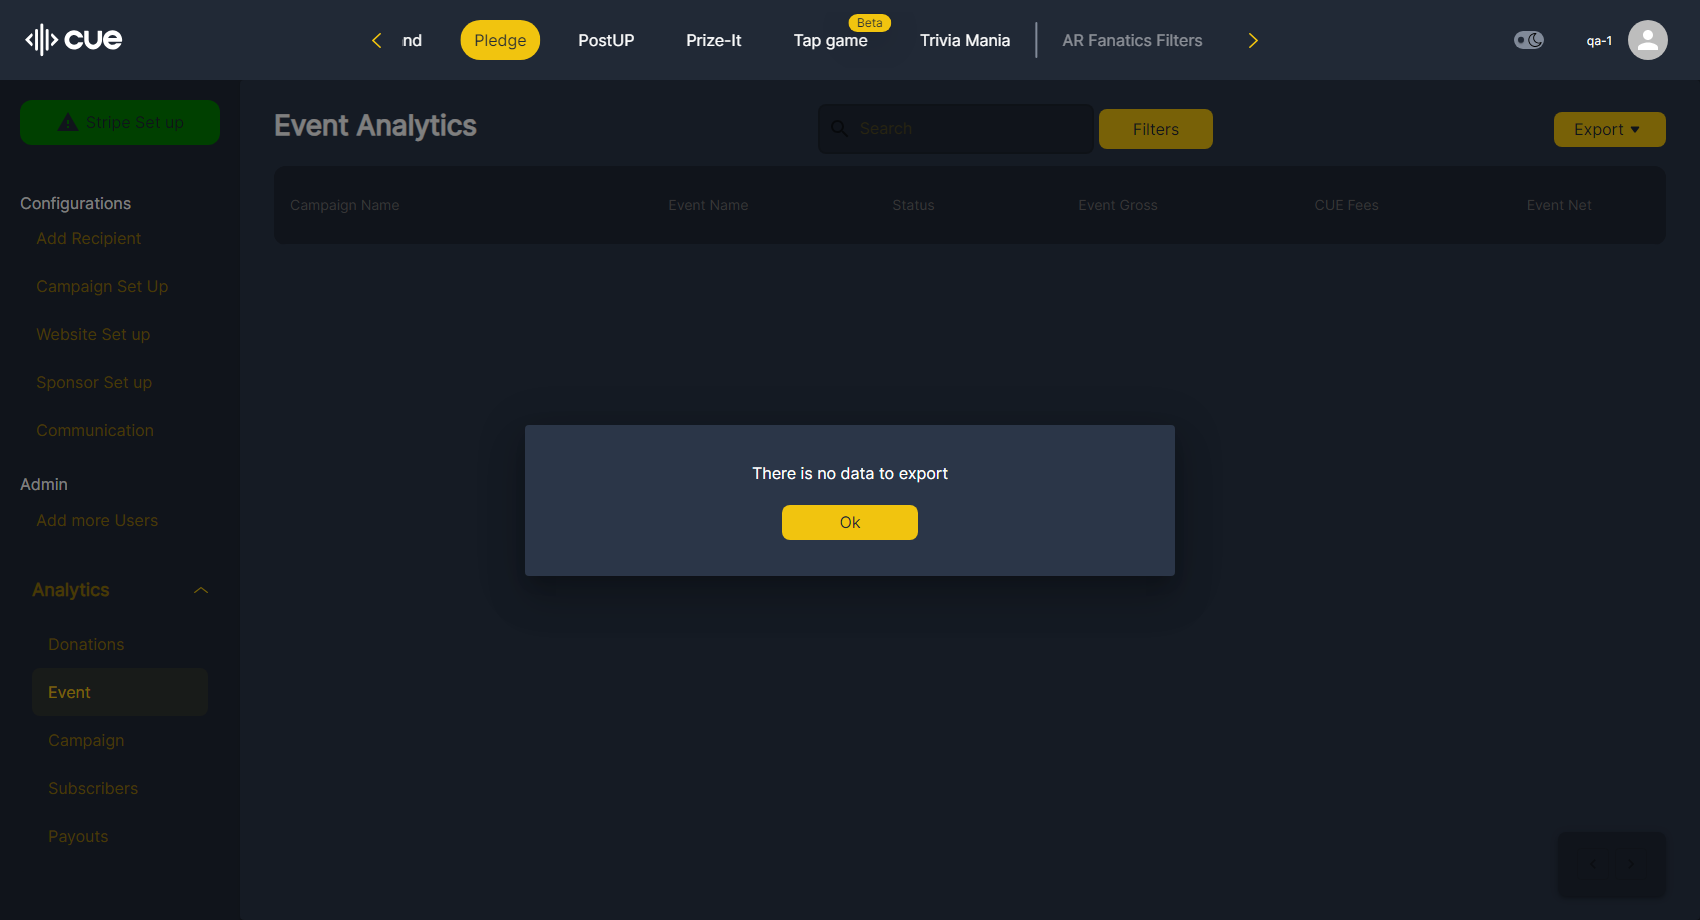 cue
nd
Pledge
PostUP
Prize-It
Tap game
Beta
Trivia Mania
AR Fanatics Filters
qa-1
Stripe Set up
Configurations
Add Recipient
Campaign Set Up
Website Set up
Sponsor Set up
Communication
Admin
Add more Users
Analytics
Donations
Event
Campaign
Subscribers
Payouts
Event Analytics
Search
Filters
Export
Campaign Name
Event Name
Status
Event Gross
CUE Fees
Event Net
There is no data to export
Ok